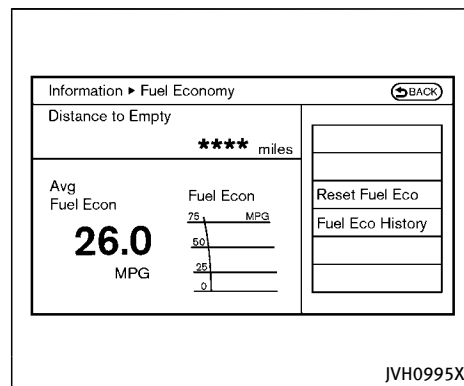 Information ▶ Fuel Economy
BACK
Distance to Empty
**** miles
Avg
Fuel Econ
26.0
MPG
Fuel Econ
75 MPG
50
25
0
Reset Fuel Eco
Fuel Eco History
JVH0995X